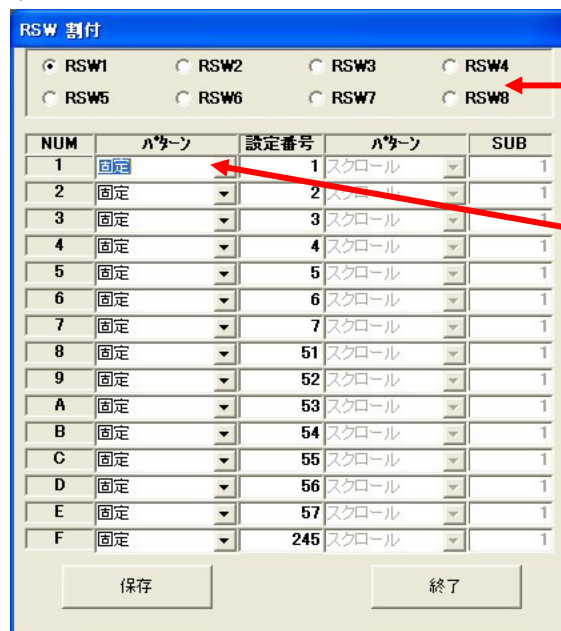 RSW 割付
RSW1 RSW2 RSW3 RSW4
RSW5 RSW6 RSW7 RSW8
NUM ﾊﾟﾀｰﾝ 設定番号 ﾊﾟﾀｰﾝ SUB
1 固定 1 スクロール 1
2 固定 2 スクロール 1
3 固定 3 スクロール 1
4 固定 4 スクロール 1
5 固定 5 スクロール 1
6 固定 6 スクロール 1
7 固定 7 スクロール 1
8 固定 51 スクロール 1
9 固定 52 スクロール 1
A 固定 53 スクロール 1
B 固定 54 スクロール 1
C 固定 55 スクロール 1
D 固定 56 スクロール 1
E 固定 57 スクロール 1
F 固定 245 スクロール 1
保存 終了